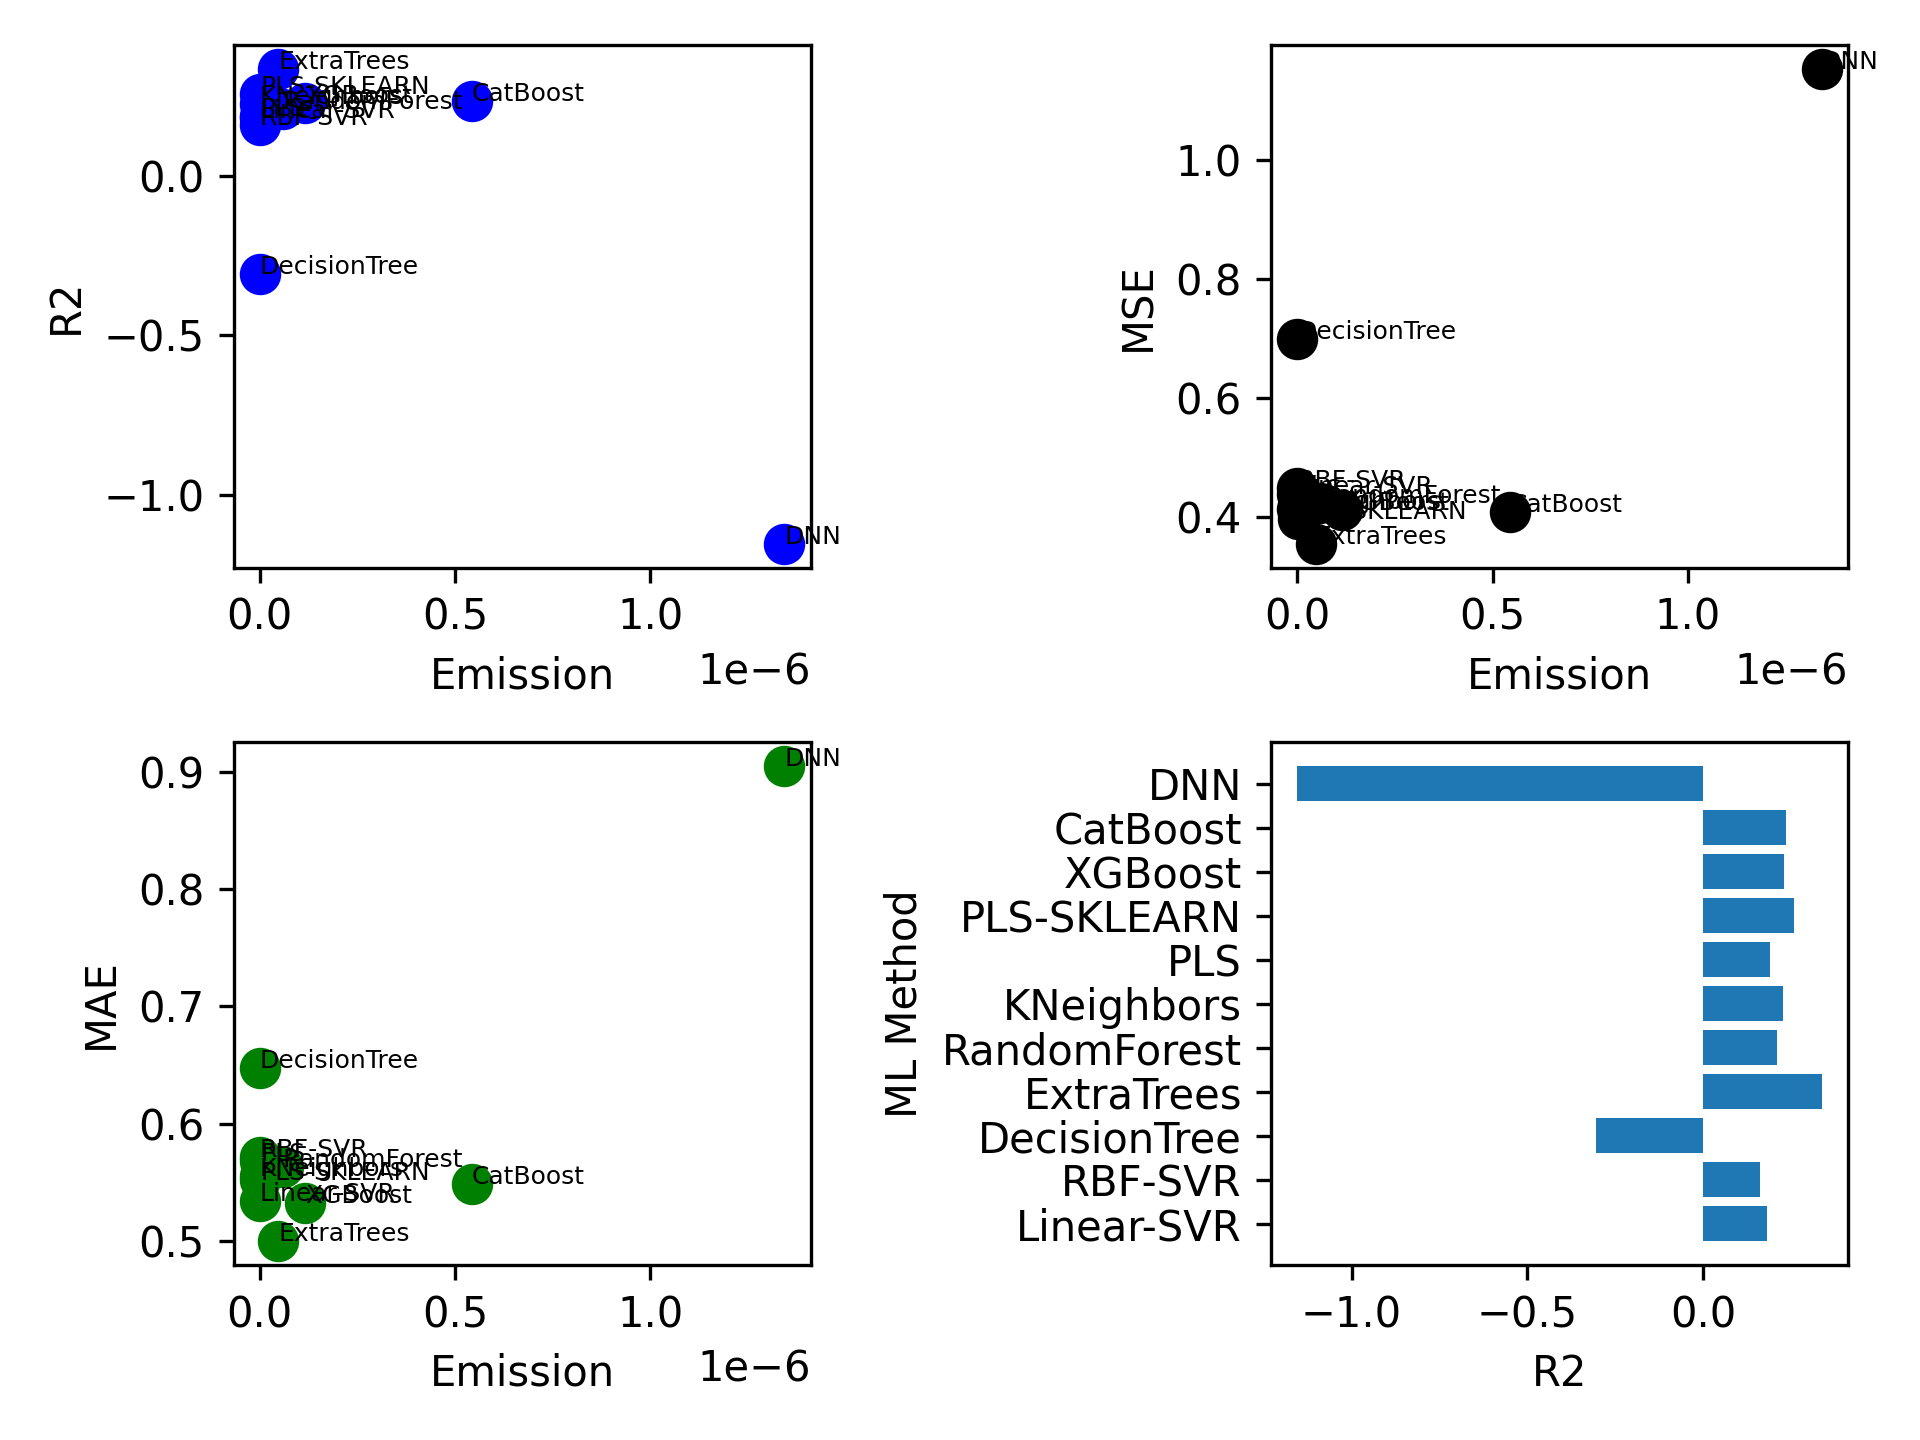 ExtraTrees
PLS-SKLEARN
CatBoost
RBF-SVR
DecisionTree
DNN
0.0
−0.5
−1.0
R2
0.0 0.5 1.0
Emission 1e−6
DecisionTree
CatBoost
ExtraTrees
1.0
0.8
0.6
0.4
MSE
0.0 0.5 1.0
Emission 1e−6
DNN
DecisionTree
RBF-SVR
RandomForest
KNeighbors
PLS-SKLEARN
CatBoost
Linear-SVR
XGBoost
ExtraTrees
0.9
0.8
0.7
0.6
0.5
MAE
0.0 0.5 1.0
Emission 1e−6
DNN
CatBoost
XGBoost
PLS-SKLEARN
PLS
KNeighbors
RandomForest
ExtraTrees
DecisionTree
RBF-SVR
Linear-SVR
ML Method
−1.0 −0.5 0.0
R2